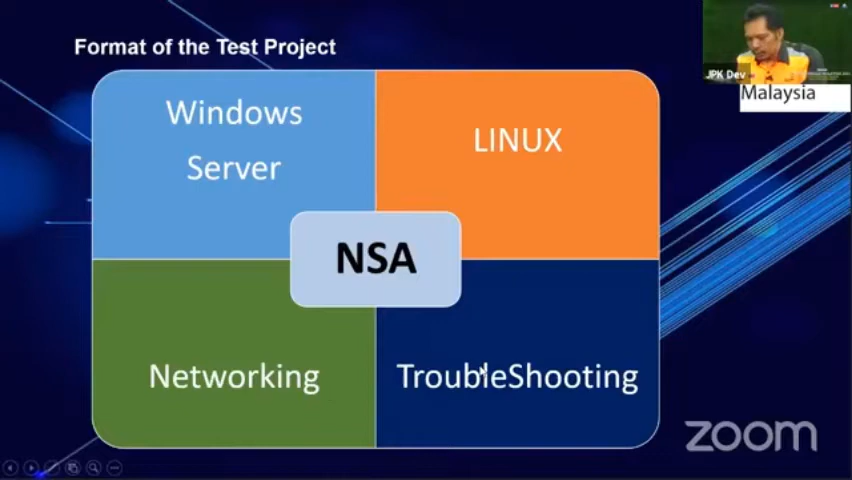 Format of the Test Project
JPK Dev
Malaysia
Windows
Server
LINUX
NSA
Networking
TroubleShooting
zoom